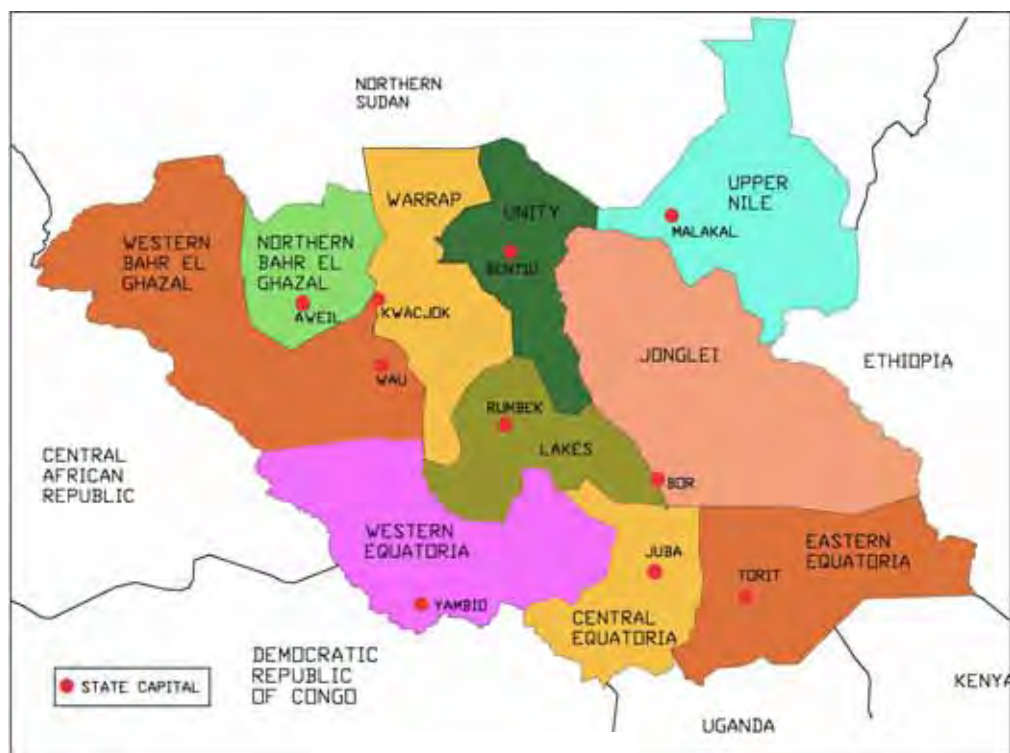 NORTHERN
SUDAN
WARRAP
UPPER
NILE
UNITY
MALAKAL
WESTERN
BAHR EL
GHAZAL
NORTHERN
BAHR EL
GHAZAL
BENTIU
AWEIL
KWACJOK
JONGLEI
ETHIOPIA
WAU
RUMBEK
LAKES
CENTRAL
AFRICAN
REPUBLIC
BOR
WESTERN
EQUATORIA
JUBA
EASTERN
EQUATORIA
TORIT
YAMBIO
CENTRAL
EQUATORIA
DEMOCRATIC
REPUBLIC
OF CONGO
STATE CAPITAL
KENYA
UGANDA